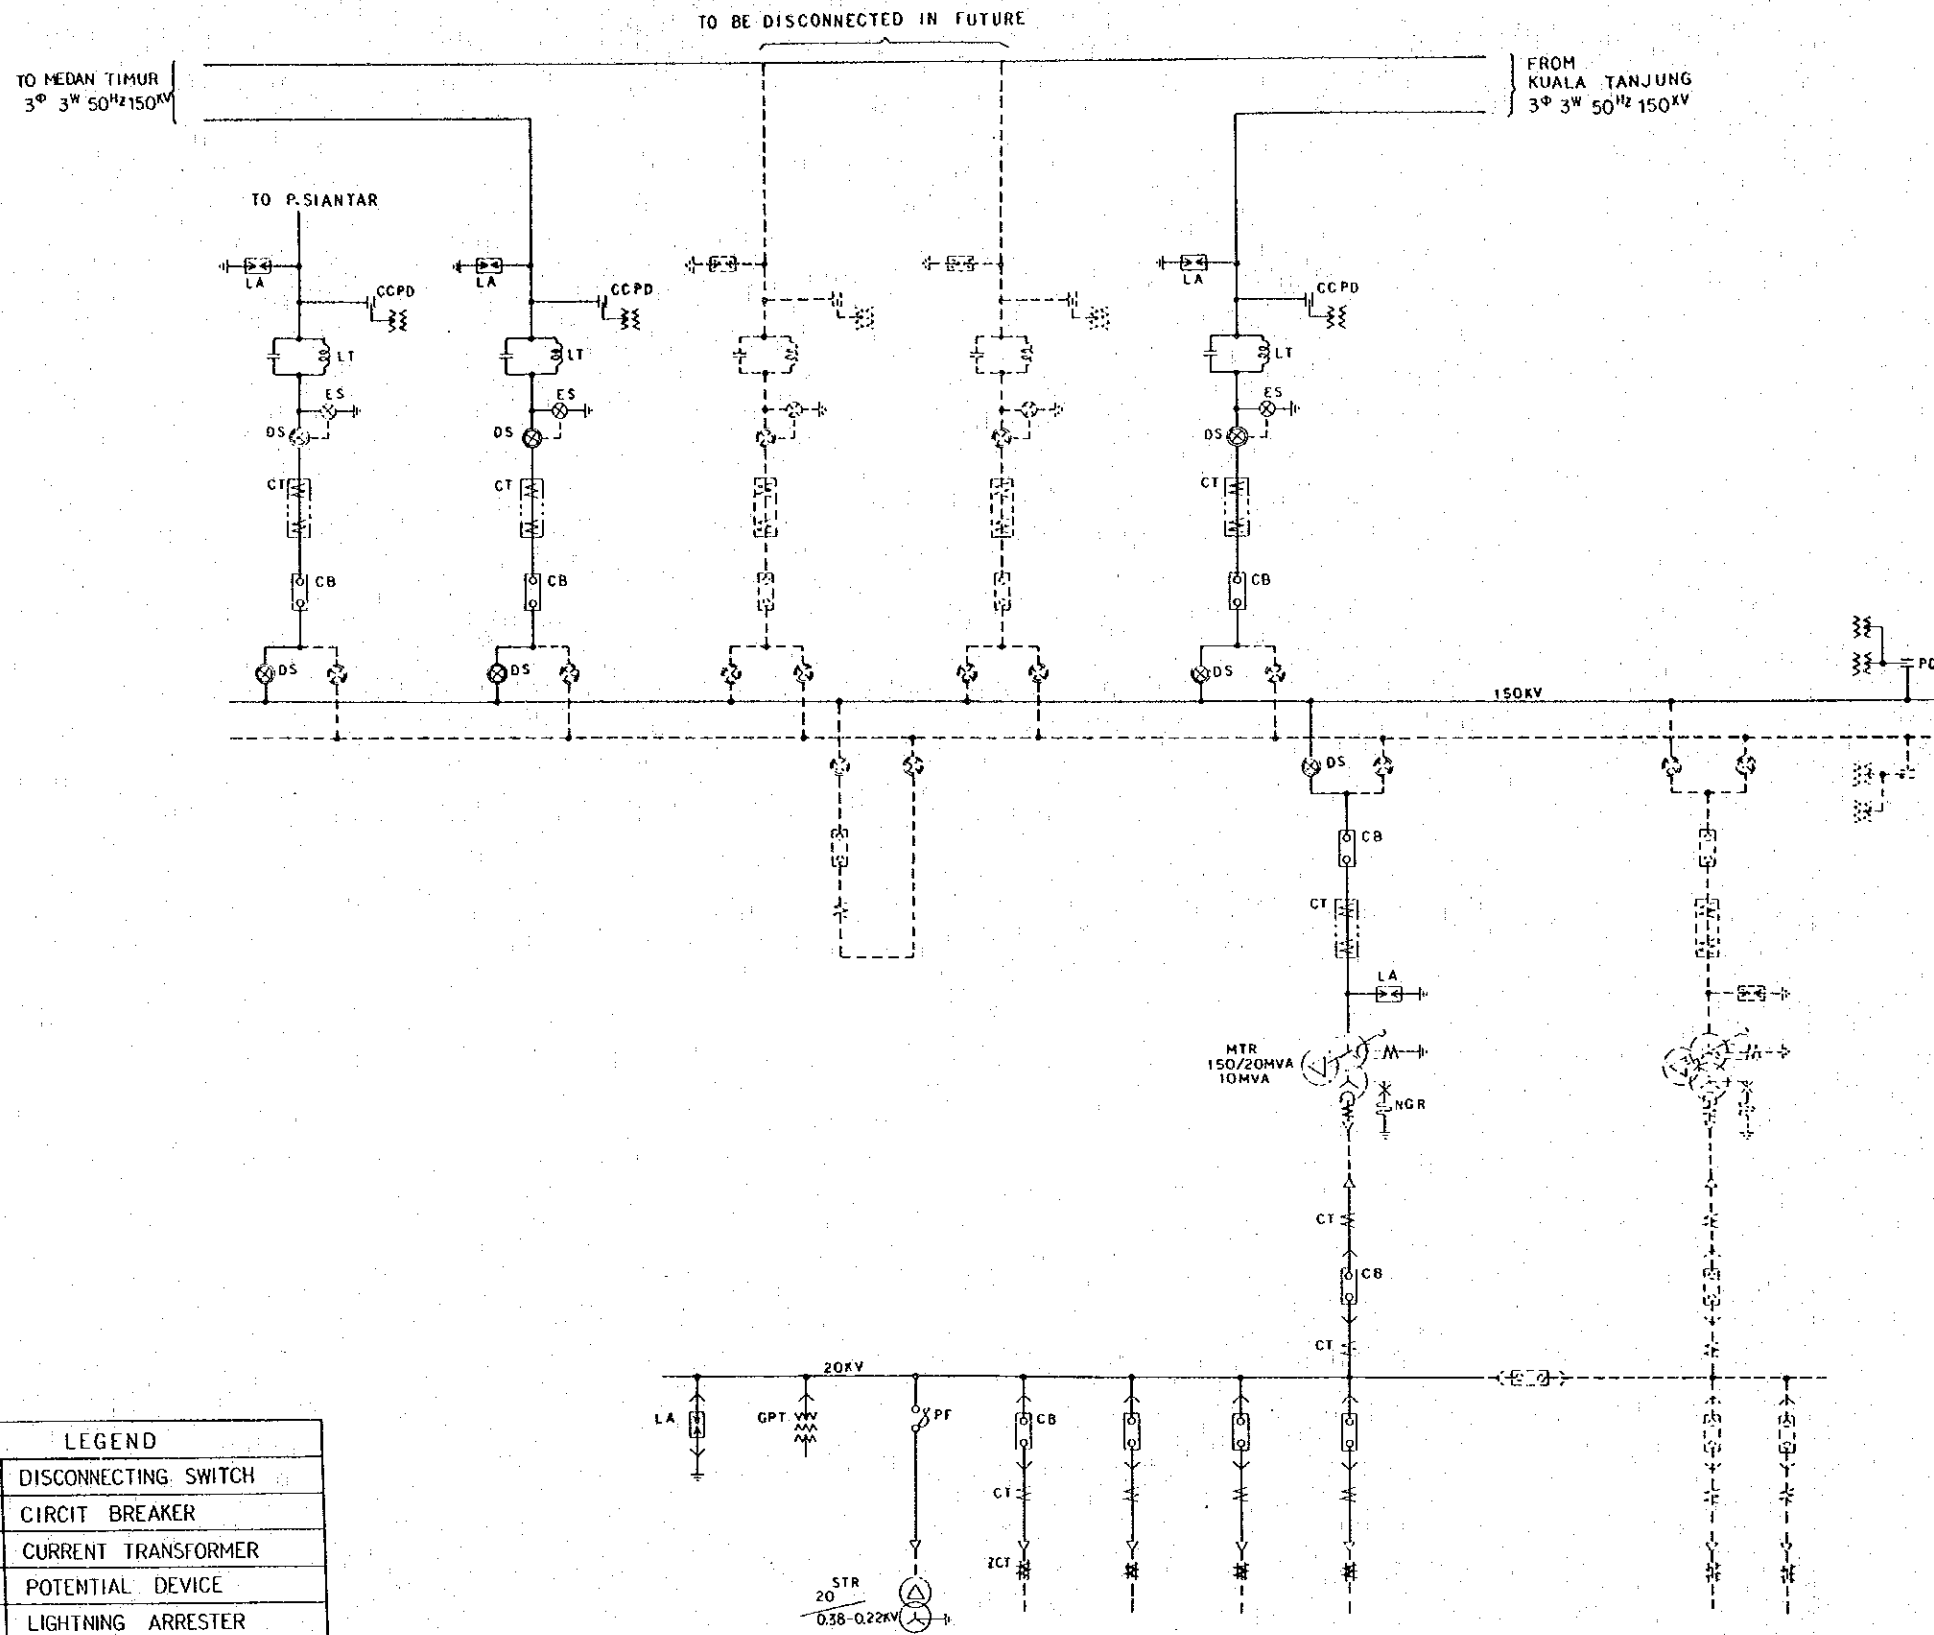 TO BE DISCONNECTED IN FUTURE
TO MEDAN TIMUR
3Φ 3W 50HZ 150KV
FROM
KUALA TANJUNG
3Φ 3W 50HZ 150KV
TO P.SIANTAR
LA
CCPD
LA
CCPD
LA
CCPD
LT
LT
LT
ES
ES
ES
DS
DS
DS
CT
CT
CT
CB
CB
CB
DS
DS
DS
150KV
DS
CB
CT
LA
MTR
150/20MVA
10MVA
NGR
CT
CB
CT
20KV
LA
GPT
PF
CB
CT
ZCT
STR
20
0.38-0.22KV
LEGEND
DISCONNECTING SWITCH
CIRCIT BREAKER
CURRENT TRANSFORMER
POTENTIAL DEVICE
LIGHTNING ARRESTER